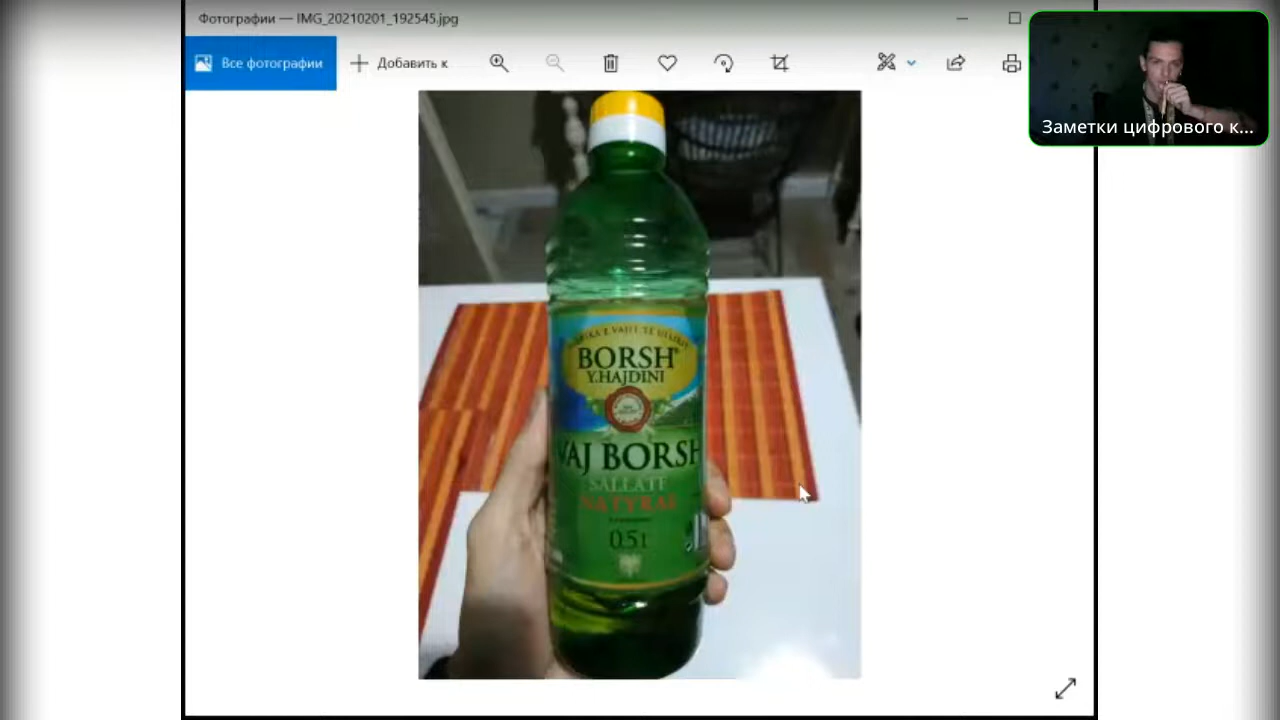 Фотографии — IMG_20210201_192545.jpg
Все фотографии
Добавить к
Заметки цифрового к...
BORSH®
Y.HAJDINI
VAJ BORSH
SALLATE
NATYRAL
0.5 l